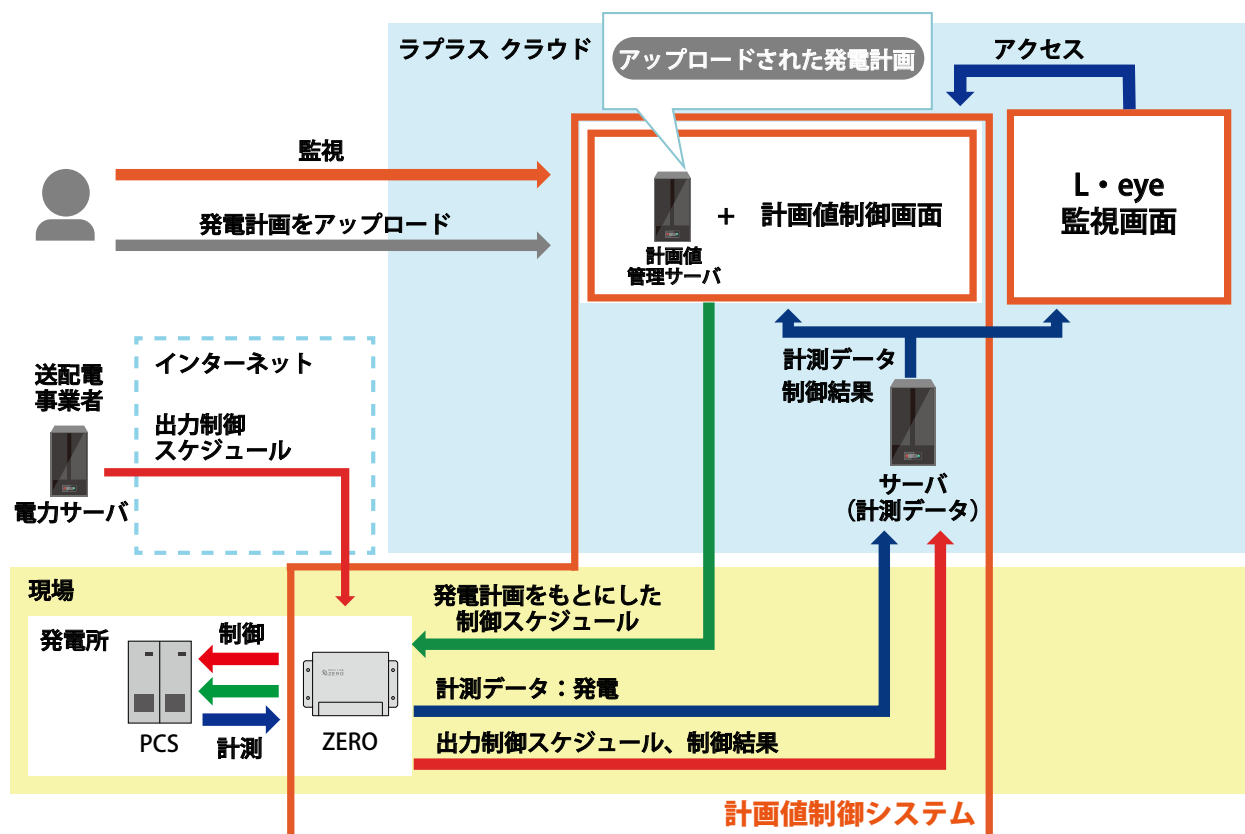 ラプラス クラウド
アップロードされた発電計画
アクセス
監視
発電計画をアップロード
計画値
管理サーバ
+
計画値制御画面
L・eye
監視画面
送配電
事業者
電力サーバ
インターネット
出力制御
スケジュール
計測データ
制御結果
サーバ
（計測データ）
現場
発電所
制御
計測
PCS
ZERO
ZERO
発電計画をもとにした
制御スケジュール
計測データ：発電
出力制御スケジュール、制御結果
計画値制御システム